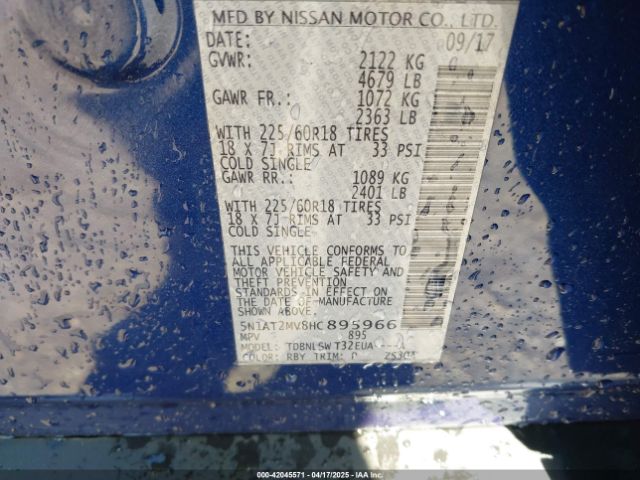 MFD BY NISSAN MOTOR CO., LTD.
DATE: 09/17
GVWR: 2122 KG
4679 LB
GAWR FR.: 1072 KG
2363 LB
WITH 225/60R18 TIRES
18 X 7J RIMS AT 33 PSI
COLD SINGLE
GAWR RR.: 1089 KG
2401 LB
WITH 225/60R18 TIRES
18 X 7J RIMS AT 33 PSI
COLD SINGLE
THIS VEHICLE CONFORMS TO
ALL APPLICABLE FEDERAL
MOTOR VEHICLE SAFETY AND
THEFT PREVENTION
STANDARDS IN EFFECT ON
THE DATE OF MANUFACTURE
SHOWN ABOVE.
5N1AT2MV8HC895966
MPV 895
MODEL: TDBNLSWT32EUA
COLOR: RBY TRIM:
000-42045571 - 04/17/2025 - IAAI.COM